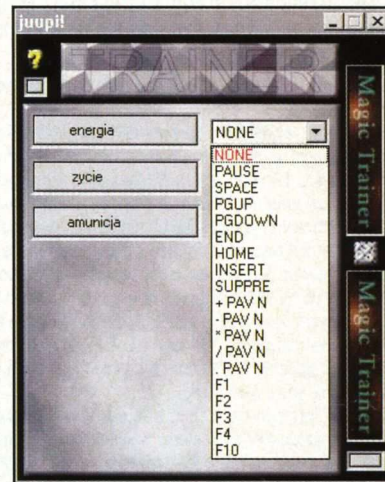 juupi!
?
TRAINER
energia
zycie
amunicja
NONE
NONE
PAUSE
SPACE
PGUP
PGDOWN
END
HOME
INSERT
SUPPRE
+ PAV N
- PAV N
* PAV N
/ PAV N
. PAV N
F1
F2
F3
F4
F10
Magic Trainer
Magic Trainer